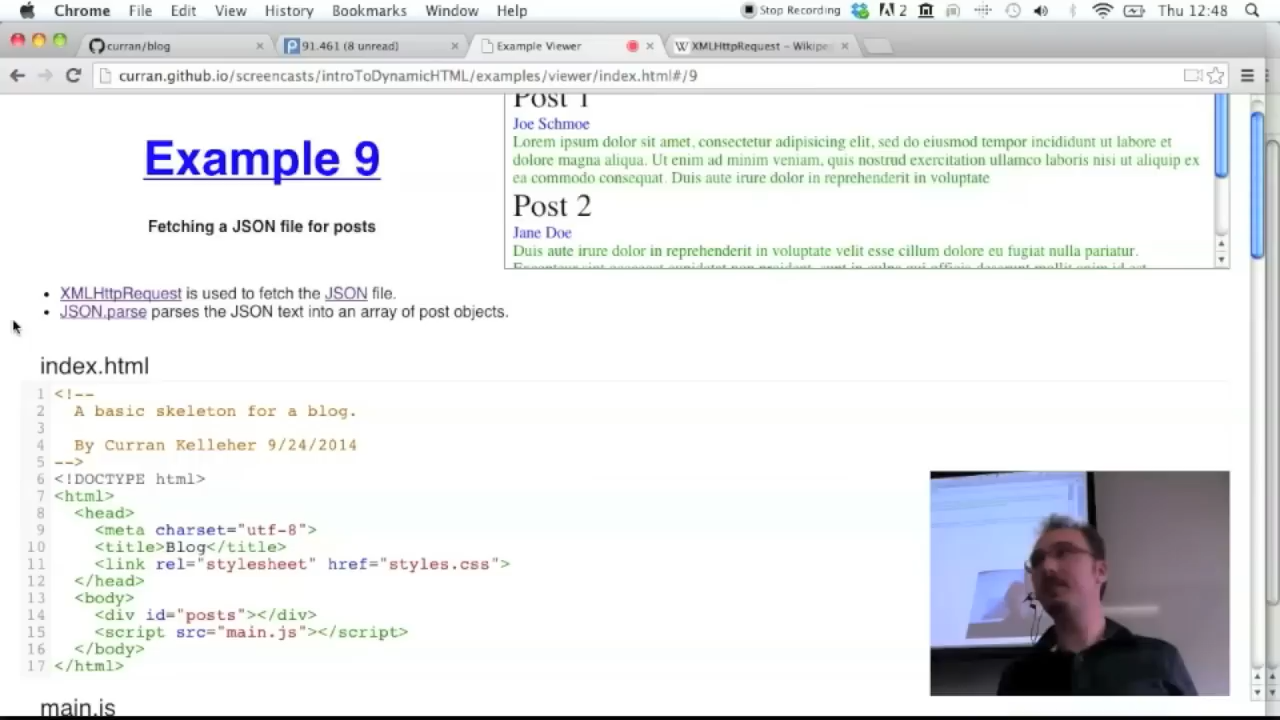 Chrome File Edit View History Bookmarks Window Help Stop Recording 2 Thu 12:48
curran/blog 91.461 (8 unread) Example Viewer XMLHttpRequest – Wikipe
curran.github.io/screencasts/introToDynamicHTML/examples/viewer/index.html#/9
Example 9
Fetching a JSON file for posts
Post 1
Joe Schmoe
Lorem ipsum dolor sit amet, consectetur adipisicing elit, sed do eiusmod tempor incididunt ut labore et
dolore magna aliqua. Ut enim ad minim veniam, quis nostrud exercitation ullamco laboris nisi ut aliquip ex
ea commodo consequat. Duis aute irure dolor in reprehenderit in voluptate
Post 2
Jane Doe
Duis aute irure dolor in reprehenderit in voluptate velit esse cillum dolore eu fugiat nulla pariatur.
• XMLHttpRequest is used to fetch the JSON file.
• JSON.parse parses the JSON text into an array of post objects.
index.html
1 <!--
2 A basic skeleton for a blog.
3
4 By Curran Kelleher 9/24/2014
5 -->
6 <!DOCTYPE html>
7 <html>
8 <head>
9 <meta charset="utf-8">
10 <title>Blog</title>
11 <link rel="stylesheet" href="styles.css">
12 </head>
13 <body>
14 <div id="posts"></div>
15 <script src="main.js"></script>
16 </body>
17 </html>
main.js